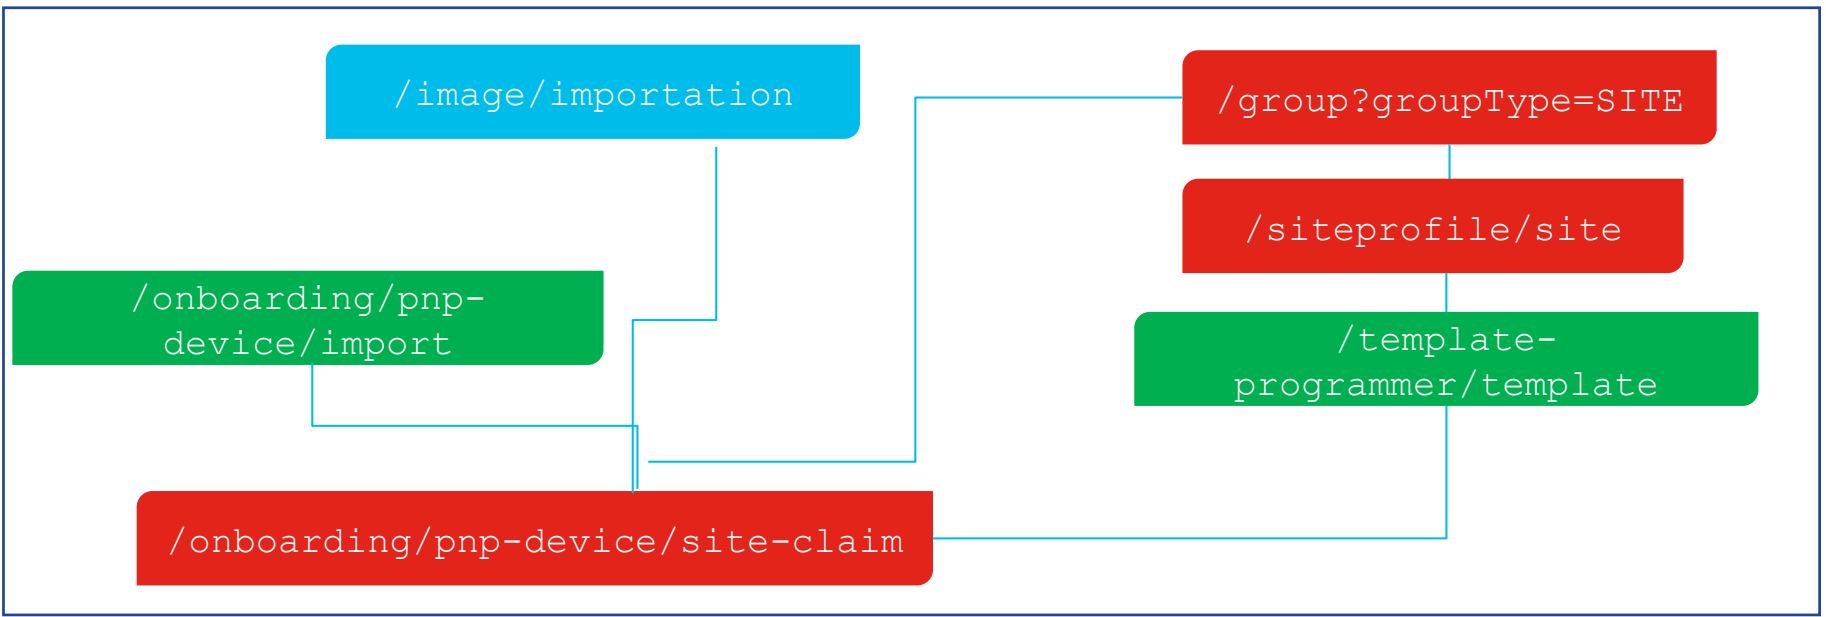 /image/importation
/group?groupType=SITE
/siteprofile/site
/onboarding/pnp-
device/import
/template-
programmer/template
/onboarding/pnp-device/site-claim